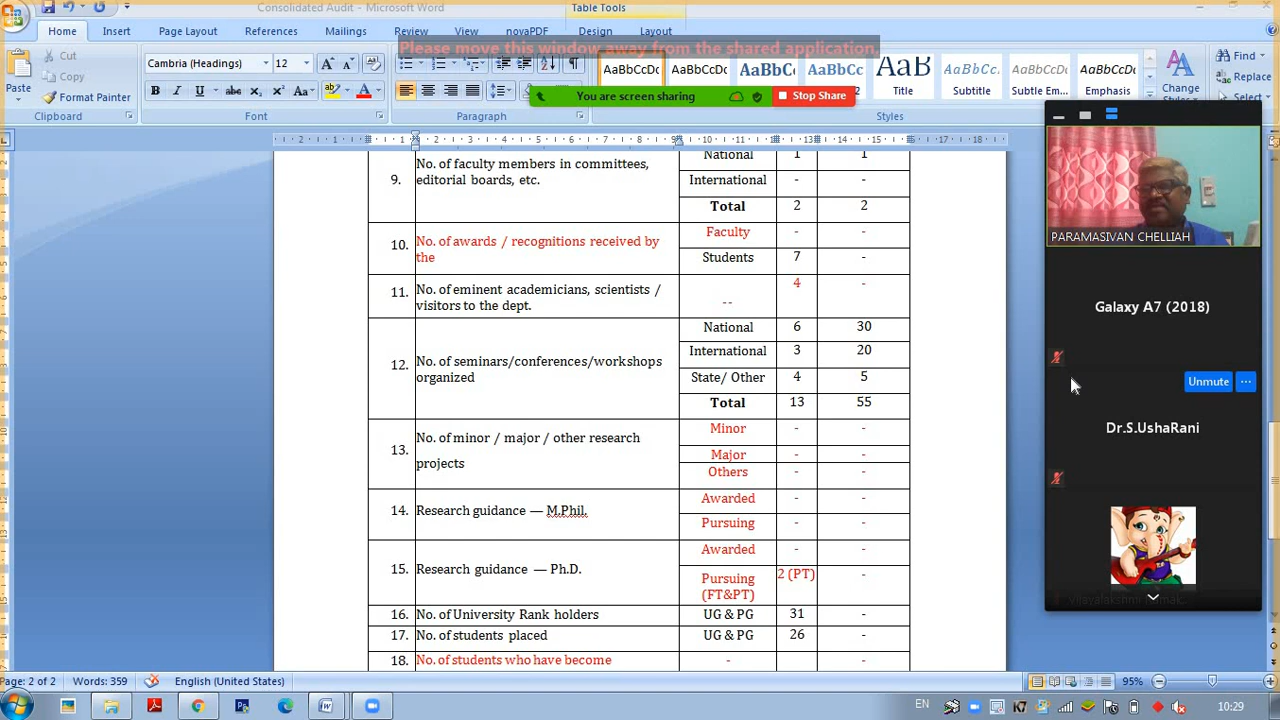 Consolidated Audit - Microsoft Word
Table Tools
Home Insert Page Layout References Mailings Review View novaPDF Design Layout
Please move this window away from the shared application.
Paste
Cut
Copy
Format Painter
Clipboard
Cambria (Headings) 12
Font
Paragraph
AaBbCcDc AaBbCcDc AaBbC AaBbCc AaB AaBbCc. AaBbCcDc AaBbCcDc
Title Subtitle Subtle Em... Emphasis
Change
Styles
Styles
Find
Replace
Select
You are screen sharing
Stop Share
No. of faculty members in committees,
editorial boards, etc.
9.
National 1 1
International - -
Total 2 2
10.
No. of awards / recognitions received by
the
Faculty - -
Students 7 -
11.
No. of eminent academicians, scientists /
visitors to the dept.
-- 4 -
12.
No. of seminars/conferences/workshops
organized
National 6 30
International 3 20
State/ Other 4 5
Total 13 55
13.
No. of minor / major / other research
projects
Minor - -
Major - -
Others - -
14. Research guidance — M.Phil.
Awarded - -
Pursuing - -
15. Research guidance — Ph.D.
Awarded - -
Pursuing
(FT&PT)
2 (PT) -
16. No. of University Rank holders UG & PG 31 -
17. No. of students placed UG & PG 26 -
18. No. of students who have become - -
PARAMASIVAN CHELLIAH
Galaxy A7 (2018)
Unmute ...
Dr.S.UshaRani
Page: 2 of 2 Words: 359 English (United States) 95%
EN 10:29